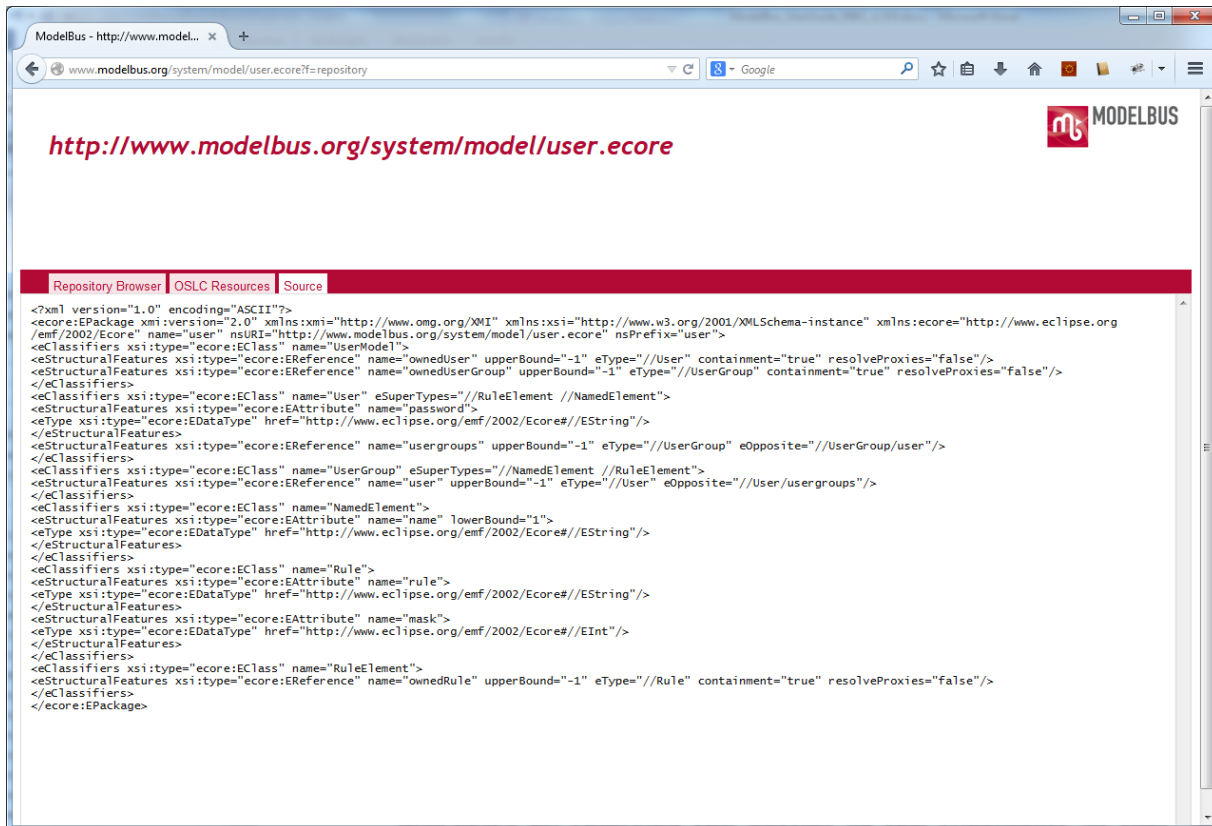 ModelBus - http://www.model...
www.modelbus.org/system/model/user.ecore?f=repository
Google
MODELBUS
http://www.modelbus.org/system/model/user.ecore
Repository Browser OSLC Resources Source
<?xml version="1.0" encoding="ASCII"?>
<ecore:EPackage xmi:version="2.0" xmlns:xmi="http://www.omg.org/XMI" xmlns:xsi="http://www.w3.org/2001/XMLSchema-instance" xmlns:ecore="http://www.eclipse.org
/emf/2002/Ecore" name="user" nsURI="http://www.modelbus.org/system/model/user.ecore" nsPrefix="user">
<eClassifiers xsi:type="ecore:EClass" name="UserModel">
<eStructuralFeatures xsi:type="ecore:EReference" name="ownedUser" upperBound="-1" eType="//User" containment="true" resolveProxies="false"/>
<eStructuralFeatures xsi:type="ecore:EReference" name="ownedUserGroup" upperBound="-1" eType="//UserGroup" containment="true" resolveProxies="false"/>
</eClassifiers>
<eClassifiers xsi:type="ecore:EClass" name="User" eSuperTypes="//RuleElement //NamedElement">
<eStructuralFeatures xsi:type="ecore:EAttribute" name="password">
<eType xsi:type="ecore:EDataType" href="http://www.eclipse.org/emf/2002/Ecore#//EString"/>
</eStructuralFeatures>
<eStructuralFeatures xsi:type="ecore:EReference" name="usergroups" upperBound="-1" eType="//UserGroup" eOpposite="//UserGroup/user"/>
</eClassifiers>
<eClassifiers xsi:type="ecore:EClass" name="UserGroup" eSuperTypes="//NamedElement //RuleElement">
<eStructuralFeatures xsi:type="ecore:EReference" name="user" upperBound="-1" eType="//User" eOpposite="//User/usergroups"/>
</eClassifiers>
<eClassifiers xsi:type="ecore:EClass" name="NamedElement">
<eStructuralFeatures xsi:type="ecore:EAttribute" name="name" lowerBound="1">
<eType xsi:type="ecore:EDataType" href="http://www.eclipse.org/emf/2002/Ecore#//EString"/>
</eStructuralFeatures>
</eClassifiers>
<eClassifiers xsi:type="ecore:EClass" name="Rule">
<eStructuralFeatures xsi:type="ecore:EAttribute" name="rule">
<eType xsi:type="ecore:EDataType" href="http://www.eclipse.org/emf/2002/Ecore#//EString"/>
</eStructuralFeatures>
<eStructuralFeatures xsi:type="ecore:EAttribute" name="mask">
<eType xsi:type="ecore:EDataType" href="http://www.eclipse.org/emf/2002/Ecore#//EInt"/>
</eStructuralFeatures>
</eClassifiers>
<eClassifiers xsi:type="ecore:EClass" name="RuleElement">
<eStructuralFeatures xsi:type="ecore:EReference" name="ownedRule" upperBound="-1" eType="//Rule" containment="true" resolveProxies="false"/>
</eClassifiers>
</ecore:EPackage>